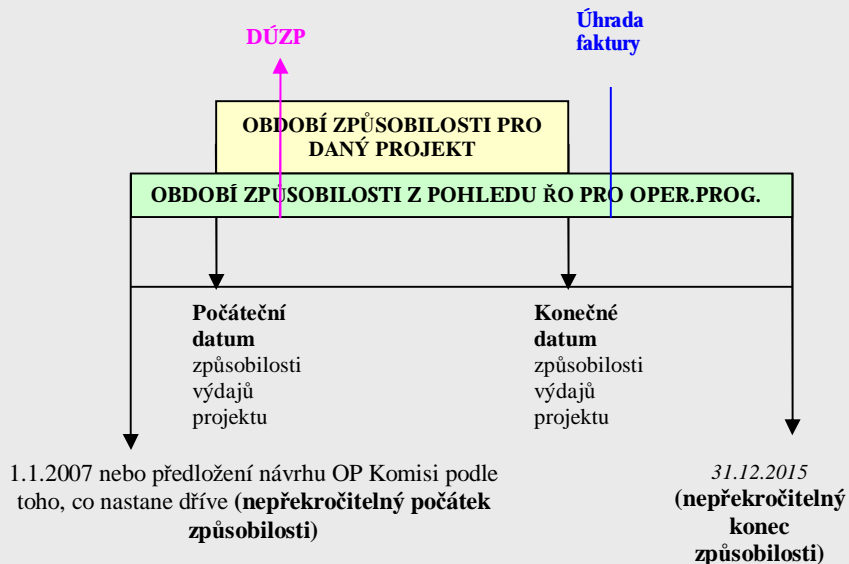 DÚZP
Úhrada
faktury
OBDOBÍ ZPŮSOBILOSTI PRO
DANÝ PROJEKT
OBDOBÍ ZPŮSOBILOSTI Z POHLEDU ŘO PRO OPER.PROG.
Počáteční
datum
způsobilosti
výdajů
projektu
Konečné
datum
způsobilosti
výdajů
projektu
1.1.2007 nebo předložení návrhu OP Komisi podle
toho, co nastane dříve (nepřekročitelný počátek
způsobilosti)
31.12.2015
(nepřekročitelný
konec
způsobilosti)